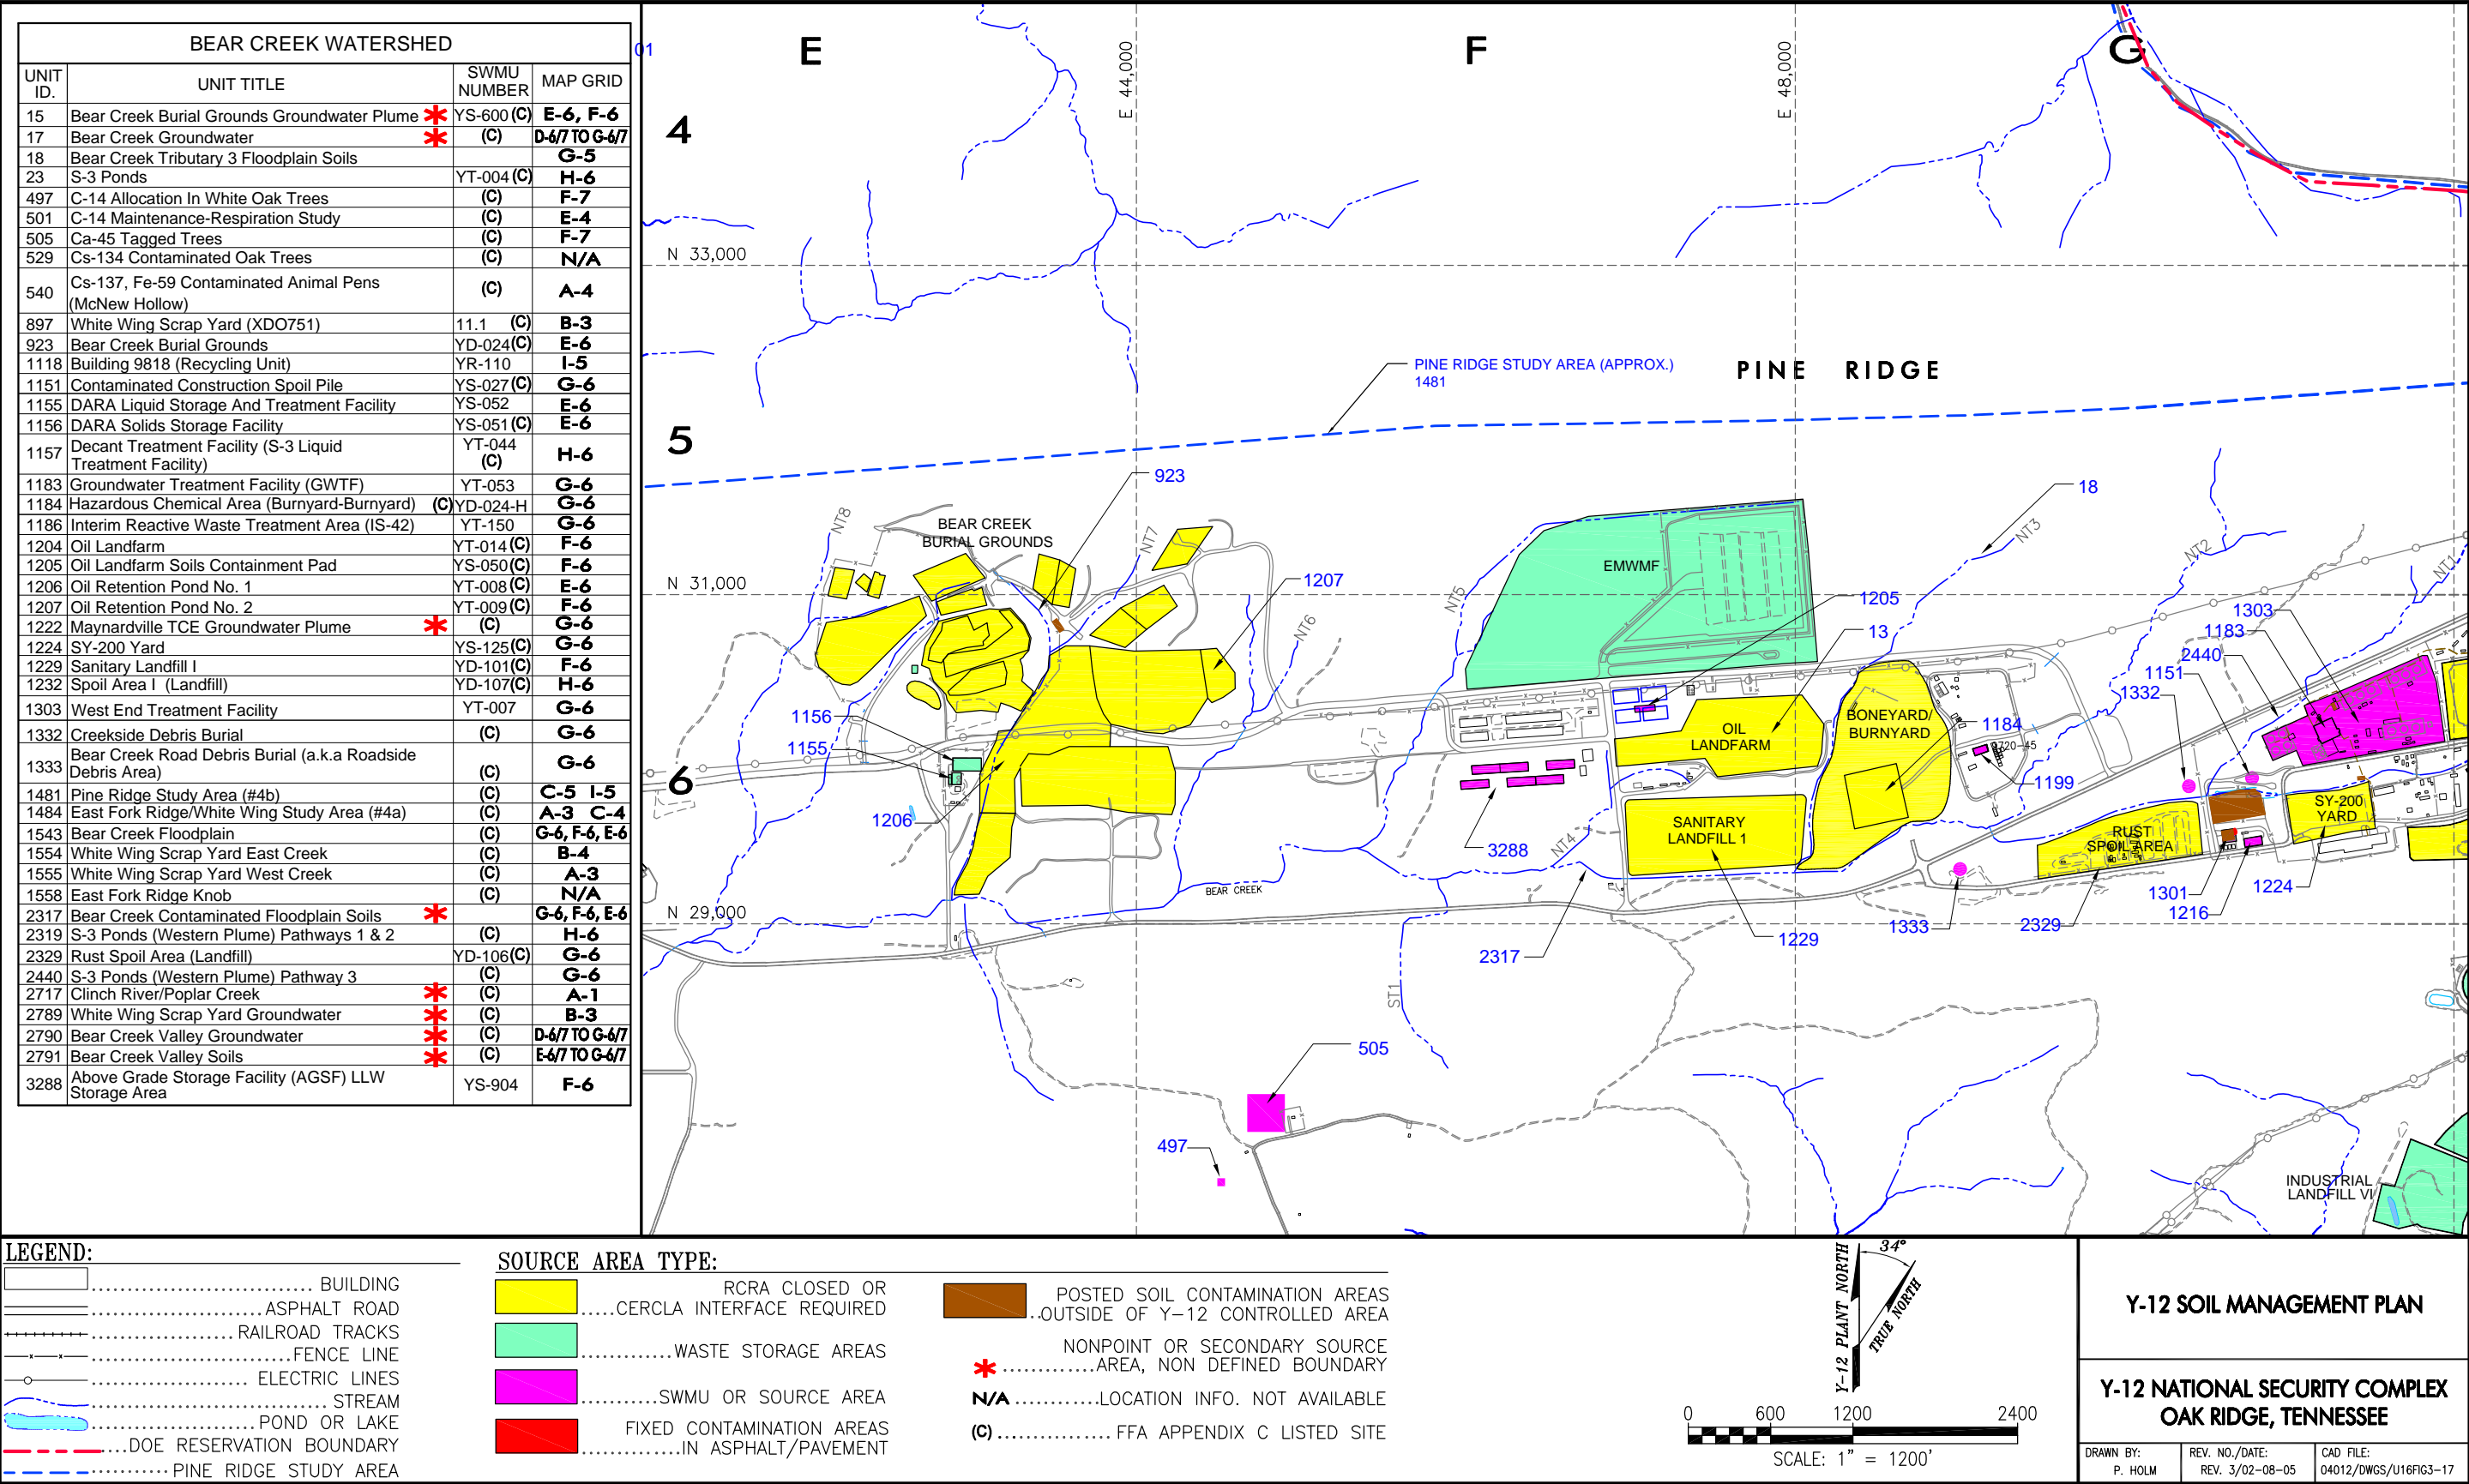 BEAR CREEK WATERSHED
UNIT ID. UNIT TITLE SWMU NUMBER MAP GRID
15 Bear Creek Burial Grounds Groundwater Plume * YS-600 (C) E-6, F-6
17 Bear Creek Groundwater * (C) D-6/7 TO G-6/7
18 Bear Creek Tributary 3 Floodplain Soils G-5
23 S-3 Ponds YT-004 (C) H-6
497 C-14 Allocation In White Oak Trees (C) F-7
501 C-14 Maintenance-Respiration Study (C) E-4
505 Ca-45 Tagged Trees (C) F-7
529 Cs-134 Contaminated Oak Trees (C) N/A
540 Cs-137, Fe-59 Contaminated Animal Pens (McNew Hollow) (C) A-4
897 White Wing Scrap Yard (XDO751) 11.1 (C) B-3
923 Bear Creek Burial Grounds YD-024(C) E-6
1118 Building 9818 (Recycling Unit) YR-110 I-5
1151 Contaminated Construction Spoil Pile YS-027(C) G-6
1155 DARA Liquid Storage And Treatment Facility YS-052 E-6
1156 DARA Solids Storage Facility YS-051(C) E-6
1157 Decant Treatment Facility (S-3 Liquid Treatment Facility) YT-044 (C) H-6
1183 Groundwater Treatment Facility (GWTF) YT-053 G-6
1184 Hazardous Chemical Area (Burnyard-Burnyard) (C) YD-024-H G-6
1186 Interim Reactive Waste Treatment Area (IS-42) YT-150 G-6
1204 Oil Landfarm YT-014(C) F-6
1205 Oil Landfarm Soils Containment Pad YS-050(C) F-6
1206 Oil Retention Pond No. 1 YT-008(C) E-6
1207 Oil Retention Pond No. 2 YT-009(C) F-6
1222 Maynardville TCE Groundwater Plume * (C) G-6
1224 SY-200 Yard YS-125(C) G-6
1229 Sanitary Landfill I YD-101(C) F-6
1232 Spoil Area I (Landfill) YD-107(C) H-6
1303 West End Treatment Facility YT-007 G-6
1332 Creekside Debris Burial (C) G-6
1333 Bear Creek Road Debris Burial (a.k.a Roadside Debris Area) (C) G-6
1481 Pine Ridge Study Area (#4b) (C) C-5 I-5
1484 East Fork Ridge/White Wing Study Area (#4a) (C) A-3 C-4
1543 Bear Creek Floodplain (C) G-6, F-6, E-6
1554 White Wing Scrap Yard East Creek (C) B-4
1555 White Wing Scrap Yard West Creek (C) A-3
1558 East Fork Ridge Knob (C) N/A
2317 Bear Creek Contaminated Floodplain Soils * G-6, F-6, E-6
2319 S-3 Ponds (Western Plume) Pathways 1 & 2 (C) H-6
2329 Rust Spoil Area (Landfill) YD-106(C) G-6
2440 S-3 Ponds (Western Plume) Pathway 3 (C) G-6
2717 Clinch River/Poplar Creek * (C) A-1
2789 White Wing Scrap Yard Groundwater * (C) B-3
2790 Bear Creek Valley Groundwater * (C) D-6/7 TO G-6/7
2791 Bear Creek Valley Soils * (C) E-6/7 TO G-6/7
3288 Above Grade Storage Facility (AGSF) LLW Storage Area YS-904 F-6
01
E
F
G
E 44,000
E 48,000
4
N 33,000
PINE RIDGE STUDY AREA (APPROX.)
1481
PINE RIDGE
5
923
18
NT8
BEAR CREEK
BURIAL GROUNDS
NT7
NT3
NT2
NT1
EMWMF
N 31,000
1207
NT5
NT6
1205
13
1303
1183
2440
1151
1332
1156
1155
OIL
LANDFARM
BONEYARD/
BURNYARD
1184
9720-45
1199
6
1206
SANITARY
LANDFILL 1
SY-200
YARD
RUST
SPOIL AREA
3288
NT4
BEAR CREEK
1301
1224
1216
N 29,000
2317
1229
1333
2329
ST1
505
497
INDUSTRIAL
LANDFILL VI
LEGEND:
BUILDING
ASPHALT ROAD
RAILROAD TRACKS
FENCE LINE
ELECTRIC LINES
STREAM
POND OR LAKE
DOE RESERVATION BOUNDARY
PINE RIDGE STUDY AREA
SOURCE AREA TYPE:
RCRA CLOSED OR
CERCLA INTERFACE REQUIRED
WASTE STORAGE AREAS
SWMU OR SOURCE AREA
FIXED CONTAMINATION AREAS
IN ASPHALT/PAVEMENT
POSTED SOIL CONTAMINATION AREAS
OUTSIDE OF Y-12 CONTROLLED AREA
NONPOINT OR SECONDARY SOURCE
* AREA, NON DEFINED BOUNDARY
N/A LOCATION INFO. NOT AVAILABLE
(C) FFA APPENDIX C LISTED SITE
Y-12 PLANT NORTH
34°
TRUE NORTH
0 600 1200 2400
SCALE: 1" = 1200'
Y-12 SOIL MANAGEMENT PLAN
Y-12 NATIONAL SECURITY COMPLEX
OAK RIDGE, TENNESSEE
DRAWN BY: P. HOLM
REV. NO./DATE: REV. 3/02-08-05
CAD FILE: 04012/DWGS/U16FIG3-17